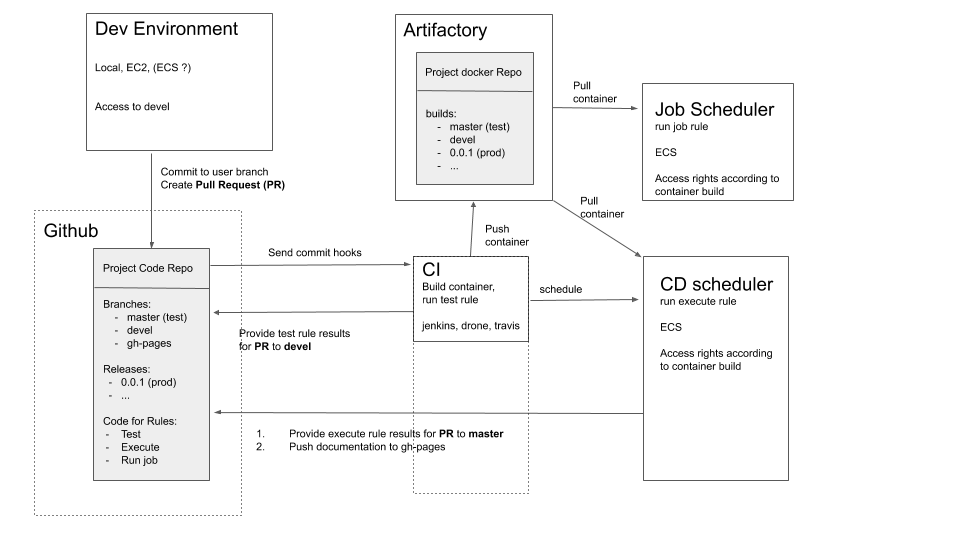 Dev Environment
Local, EC2, (ECS ?)
Access to devel
Commit to user branch
Create Pull Request (PR)
Github
Project Code Repo
Branches:
- master (test)
- devel
- gh-pages
Releases:
- 0.0.1 (prod)
- ...
Code for Rules:
- Test
- Execute
- Run job
Send commit hooks
Provide test rule results
for PR to devel
1. Provide execute rule results for PR to master
2. Push documentation to gh-pages
Artifactory
Project docker Repo
builds:
- master (test)
- devel
- 0.0.1 (prod)
- ...
Push
container
CI
Build container,
run test rule
jenkins, drone, travis
schedule
Pull
container
Job Scheduler
run job rule
ECS
Access rights according to
container build
Pull
container
CD scheduler
run execute rule
ECS
Access rights according
to container build